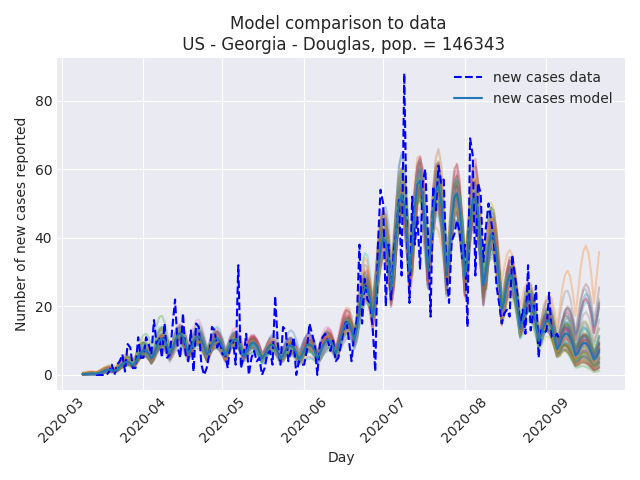 Model comparison to data
US - Georgia - Douglas, pop. = 146343
new cases data
new cases model
Number of new cases reported
80
60
40
20
0
2020-03
2020-04
2020-05
2020-06
2020-07
2020-08
2020-09
Day